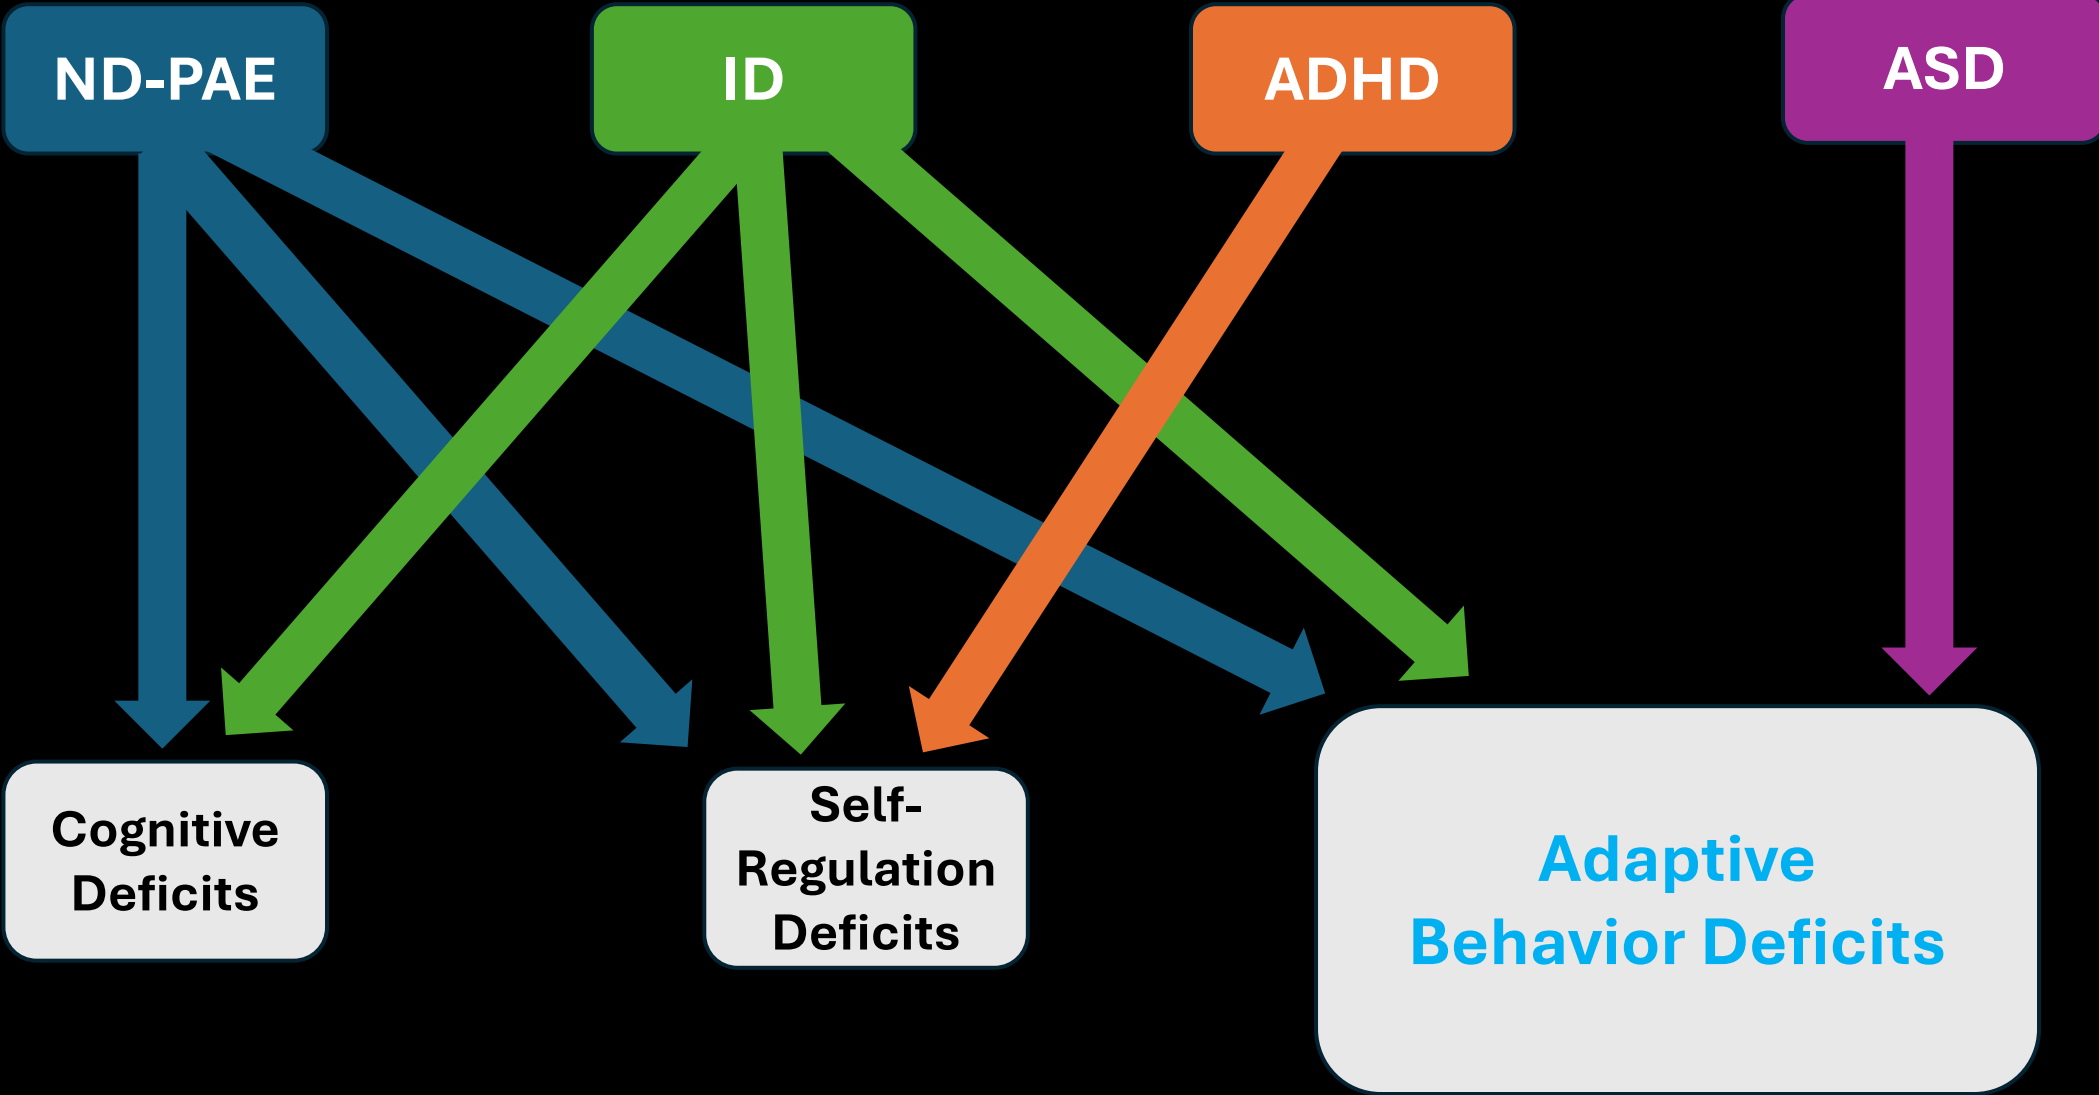 ND-PAE
ID
ADHD
ASD
Cognitive
Deficits
Self-
Regulation
Deficits
Adaptive
Behavior Deficits